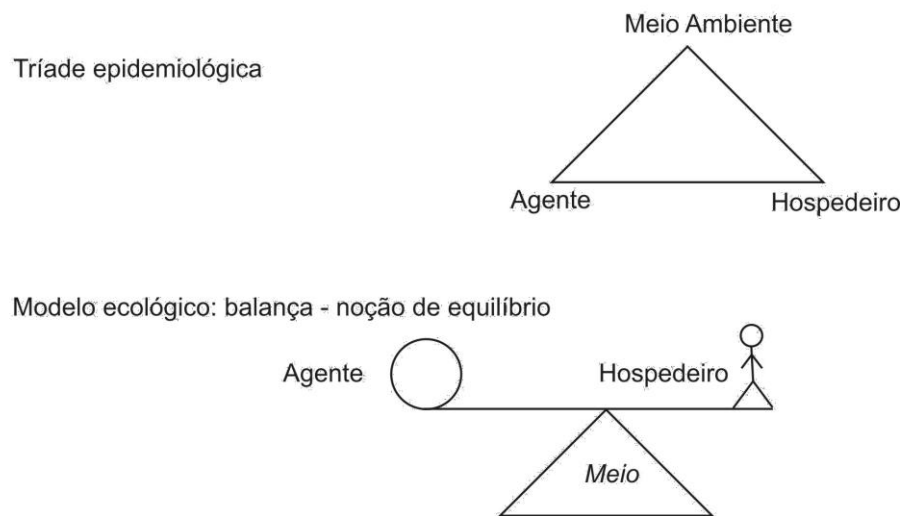 Meio Ambiente
Tríade epidemiológica
Agente
Hospedeiro
Modelo ecológico: balança - noção de equilíbrio
Agente
Hospedeiro
Meio